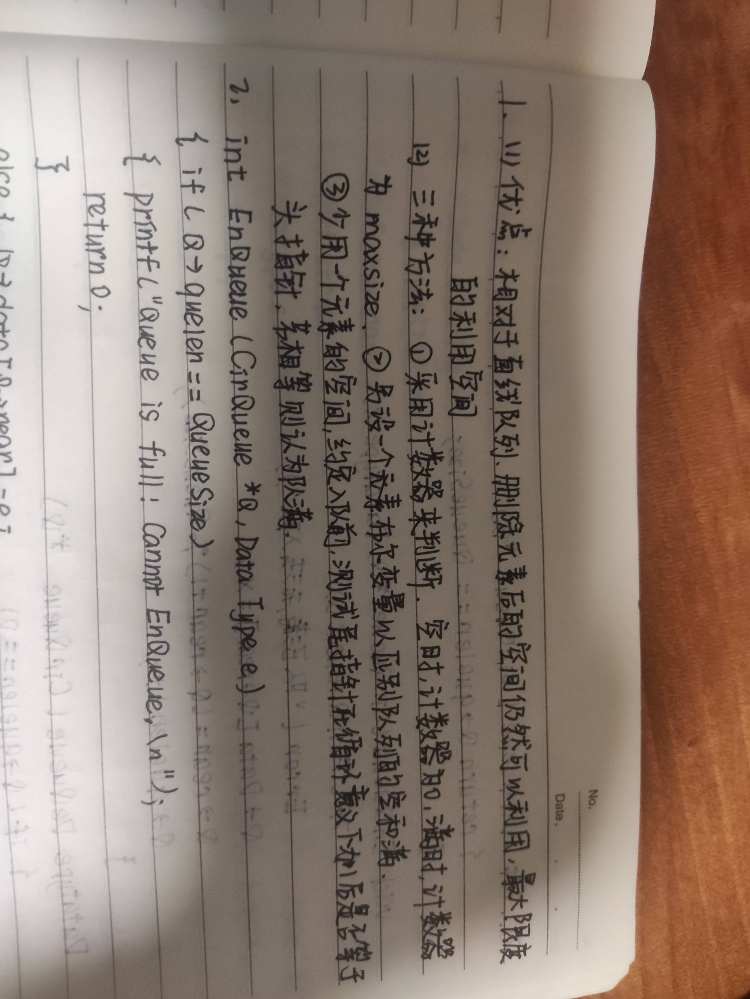 No.
Date.
1、(1) 优点：相对于直线队列、删除元素后的空间仍然可以利用，最大限度
的利用空间
(2) 三种方法：① 采用计数器来判断．空时，计数器为0，满时，计数器
为 maxsize．② 另设一个元素布尔变量以区别队列的空和满．
③ 少用一个元素的空间，约定入队前，测试尾指针在循环意义下加1后是否等于
头指针，若相等则认为队满．
2, int EnQueue (CirQueue *Q, DataType e)
{ if ( Q→quelen == QueueSize)
{ printf ("Queue is full! Cannot EnQueue, \n");
return 0;
}
else { Q→data[Q→rear] = e;